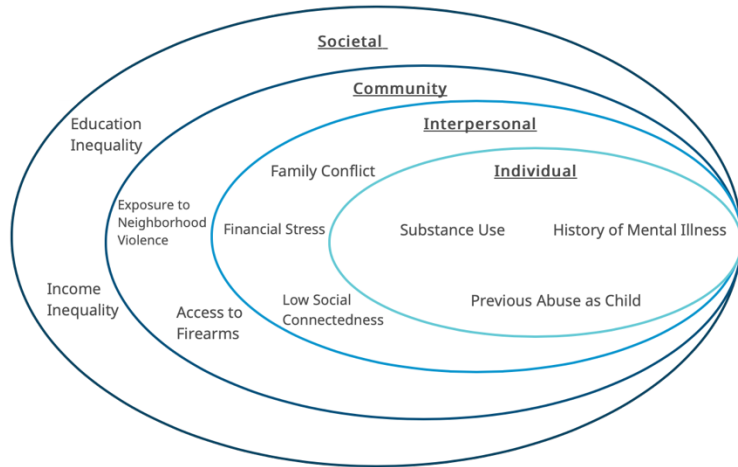 Societal
Community
Interpersonal
Individual
Education
Inequality
Income
Inequality
Exposure to
Neighborhood
Violence
Access to
Firearms
Family Conflict
Financial Stress
Low Social
Connectedness
Substance Use
History of Mental Illness
Previous Abuse as Child